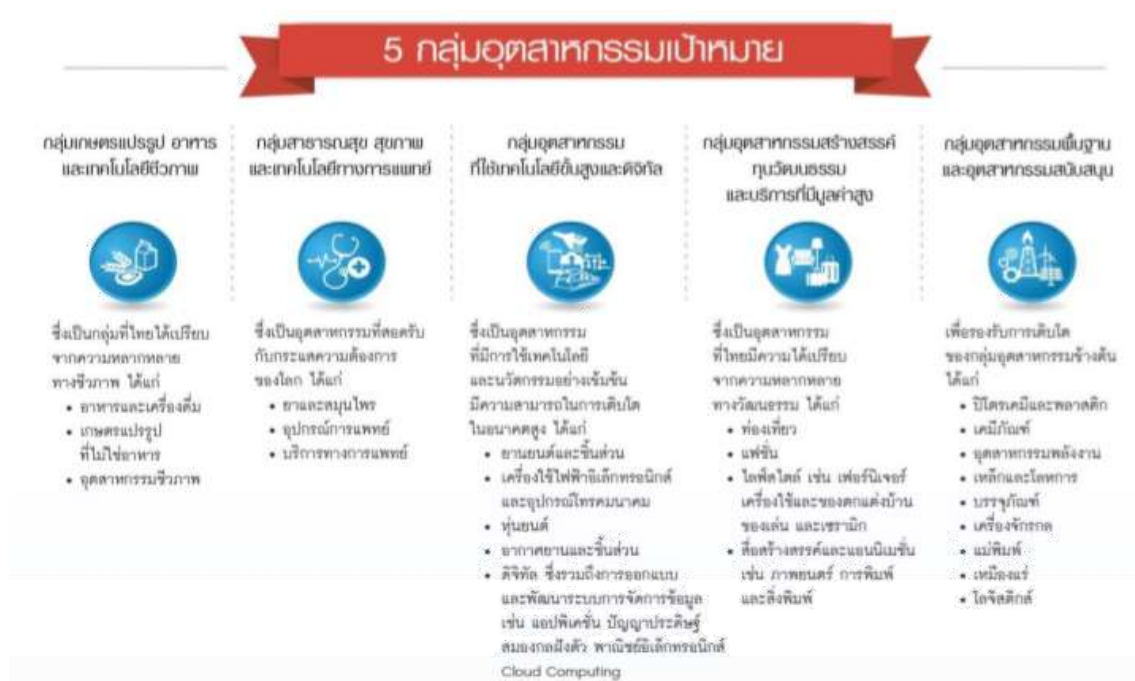 5 กลุ่มอุตสาหกรรมเป้าหมาย
กลุ่มเกษตรแปรรูป อาหาร
และเทคโนโลยีชีวภาพ
ซึ่งเป็นกลุ่มที่ไทยได้เปรียบ
จากความหลากหลาย
ทางชีวภาพ ได้แก่
• อาหารและเครื่องดื่ม
• เกษตรแปรรูป
ที่ไม่ใช่อาหาร
• อุตสาหกรรมชีวภาพ
กลุ่มสาธารณสุข สุขภาพ
และเทคโนโลยีทางการแพทย์
ซึ่งเป็นอุตสาหกรรมที่สอดรับ
กับกระแสความต้องการ
ของโลก ได้แก่
• ยาและสมุนไพร
• อุปกรณ์การแพทย์
• บริการทางการแพทย์
กลุ่มอุตสาหกรรม
ที่ใช้เทคโนโลยีขั้นสูงและดิจิทัล
ซึ่งเป็นอุตสาหกรรม
ที่มีการใช้เทคโนโลยี
และนวัตกรรมอย่างเข้มข้น
มีความสามารถในการเติบโต
ในอนาคตสูง ได้แก่
• ยานยนต์และชิ้นส่วน
• เครื่องใช้ไฟฟ้าอิเล็กทรอนิกส์
และอุปกรณ์โทรคมนาคม
• หุ่นยนต์
• อากาศยานและชิ้นส่วน
• ดิจิทัล ซึ่งรวมถึงการออกแบบ
และพัฒนาระบบการจัดการข้อมูล
เช่น แอปพิเคชั่น ปัญญาประดิษฐ์
สมองกลฝังตัว พาณิชย์อิเล็กทรอนิกส์
Cloud Computing
กลุ่มอุตสาหกรรมสร้างสรรค์
ทุนวัฒนธรรม
และบริการที่มีมูลค่าสูง
ซึ่งเป็นอุตสาหกรรม
ที่ไทยมีความได้เปรียบ
จากความหลากหลาย
ทางวัฒนธรรม ได้แก่
• ท่องเที่ยว
• แฟชั่น
• ไลฟ์สไตล์ เช่น เฟอร์นิเจอร์
เครื่องใช้และของตกแต่งบ้าน
ของเล่น และเซรามิก
• สื่อสร้างสรรค์และแอนนิเมชั่น
เช่น ภาพยนตร์ การพิมพ์
และสิ่งพิมพ์
กลุ่มอุตสาหกรรมพื้นฐาน
และอุตสาหกรรมสนับสนุน
เพื่อรองรับการเติบโต
ของกลุ่มอุตสาหกรรมข้างต้น
ได้แก่
• ปิโตรเคมีและพลาสติก
• เคมีภัณฑ์
• อุตสาหกรรมพลังงาน
• เหล็กและโลหการ
• บรรจุภัณฑ์
• เครื่องจักรกล
• แม่พิมพ์
• เหมืองแร่
• โลจิสติกส์